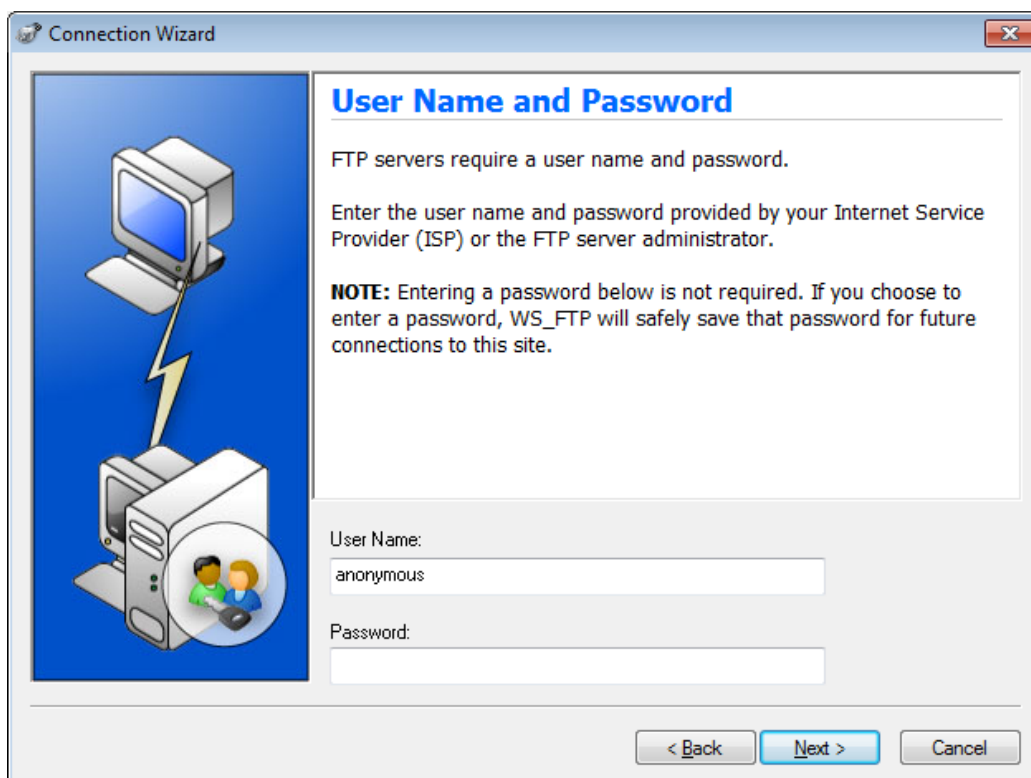 Connection Wizard
User Name and Password
FTP servers require a user name and password.
Enter the user name and password provided by your Internet Service
Provider (ISP) or the FTP server administrator.
NOTE: Entering a password below is not required. If you choose to
enter a password, WS_FTP will safely save that password for future
connections to this site.
User Name:
anonymous
Password:
< Back
Next >
Cancel